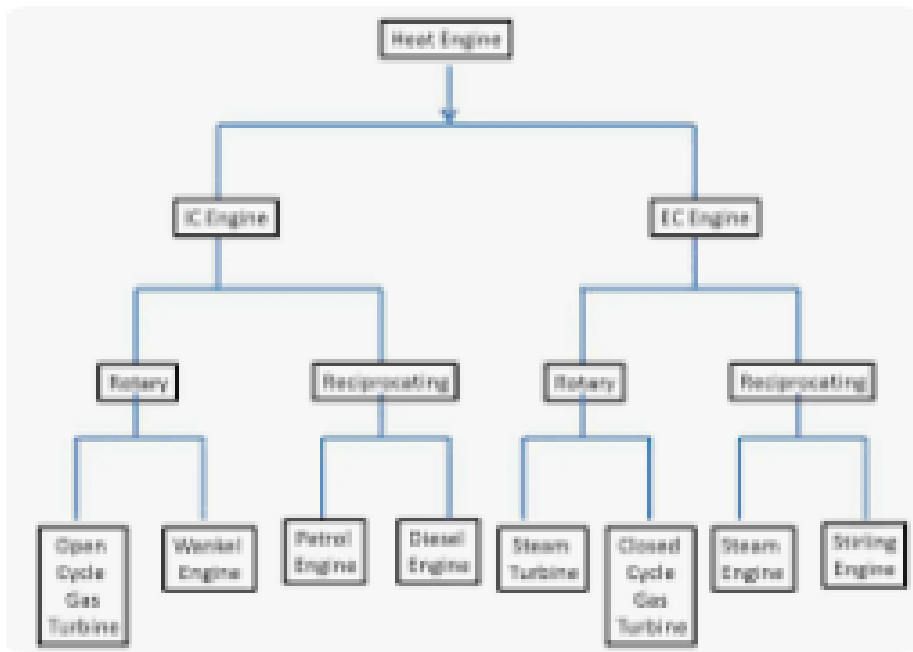 Heat Engine
IC Engine
EC Engine
Rotary
Reciprocating
Rotary
Reciprocating
Open
Cycle
Gas
Turbine
Wankel
Engine
Petrol
Engine
Diesel
Engine
Steam
Turbine
Closed
Cycle
Gas
Turbine
Steam
Engine
Stirling
Engine